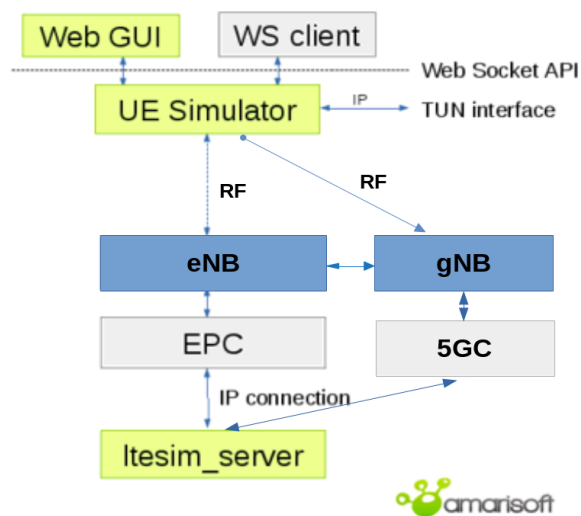 Web GUI
WS client
Web Socket API
UE Simulator
IP
TUN interface
RF
RF
eNB
gNB
EPC
5GC
IP connection
ltesim_server
amarisoft